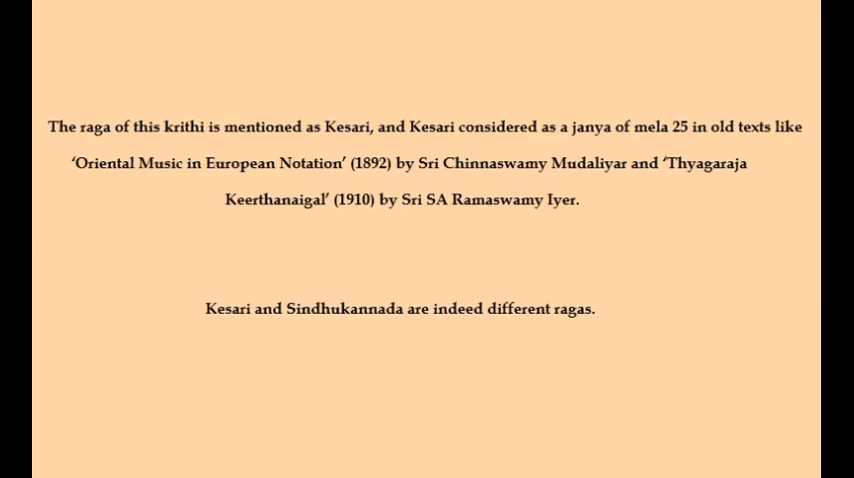 The raga of this krithi is mentioned as Kesari, and Kesari considered as a janya of mela 25 in old texts like
‘Oriental Music in European Notation’ (1892) by Sri Chinnaswamy Mudaliyar and ‘Thyagaraja
Keerthanaigal’ (1910) by Sri SA Ramaswamy Iyer.
Kesari and Sindhukannada are indeed different ragas.